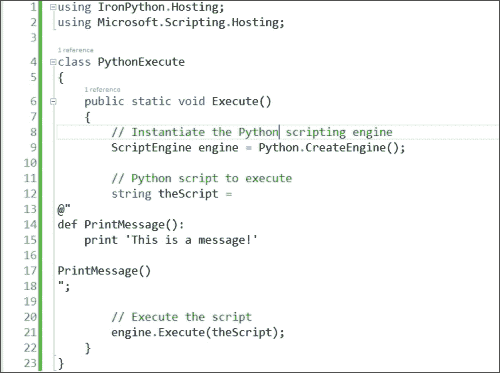 1 using IronPython.Hosting;
2 using Microsoft.Scripting.Hosting;
3
1 reference
4 class PythonExecute
5 {
1 reference
6     public static void Execute()
7     {
8         // Instantiate the Python scripting engine
9         ScriptEngine engine = Python.CreateEngine();
10
11         // Python script to execute
12         string theScript =
13 @"
14 def PrintMessage():
15     print 'This is a message!'
16
17 PrintMessage()
18 ";
19
20         // Execute the script
21         engine.Execute(theScript);
22     }
23 }